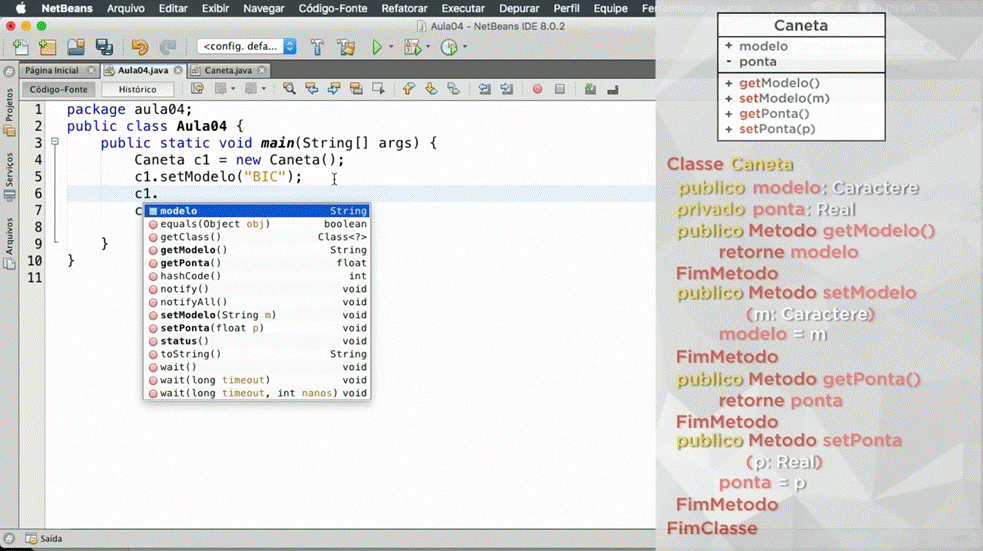 NetBeans Arquivo Editar Exibir Navegar Código-Fonte Refatorar Executar Depurar Perfil Equipe
Aula04 - NetBeans IDE 8.0.2
<config. defa...
Página Inicial Aula04.java Caneta.java
Código-Fonte Histórico
Projetos
Serviços
Arquivos
1 package aula04;
2 public class Aula04 {
3 public static void main(String[] args) {
4 Caneta c1 = new Caneta();
5 c1.setModelo("BIC");
6 c1.
7 c
8
9 }
10 }
11
modelo String
equals(Object obj) boolean
getClass() Class<?>
getModelo() String
getPonta() float
hashCode() int
notify() void
notifyAll() void
setModelo(String m) void
setPonta(float p) void
status() void
toString() String
wait() void
wait(long timeout) void
wait(long timeout, int nanos) void
Saída
Caneta
+ modelo
- ponta
+ getModelo()
+ setModelo(m)
+ getPonta()
+ setPonta(p)
Classe Caneta
publico modelo: Caractere
privado ponta: Real
publico Metodo getModelo()
retorne modelo
FimMetodo
publico Metodo setModelo
(m: Caractere)
modelo = m
FimMetodo
publico Metodo getPonta()
retorne ponta
FimMetodo
publico Metodo setPonta
(p: Real)
ponta = p
FimMetodo
FimClasse